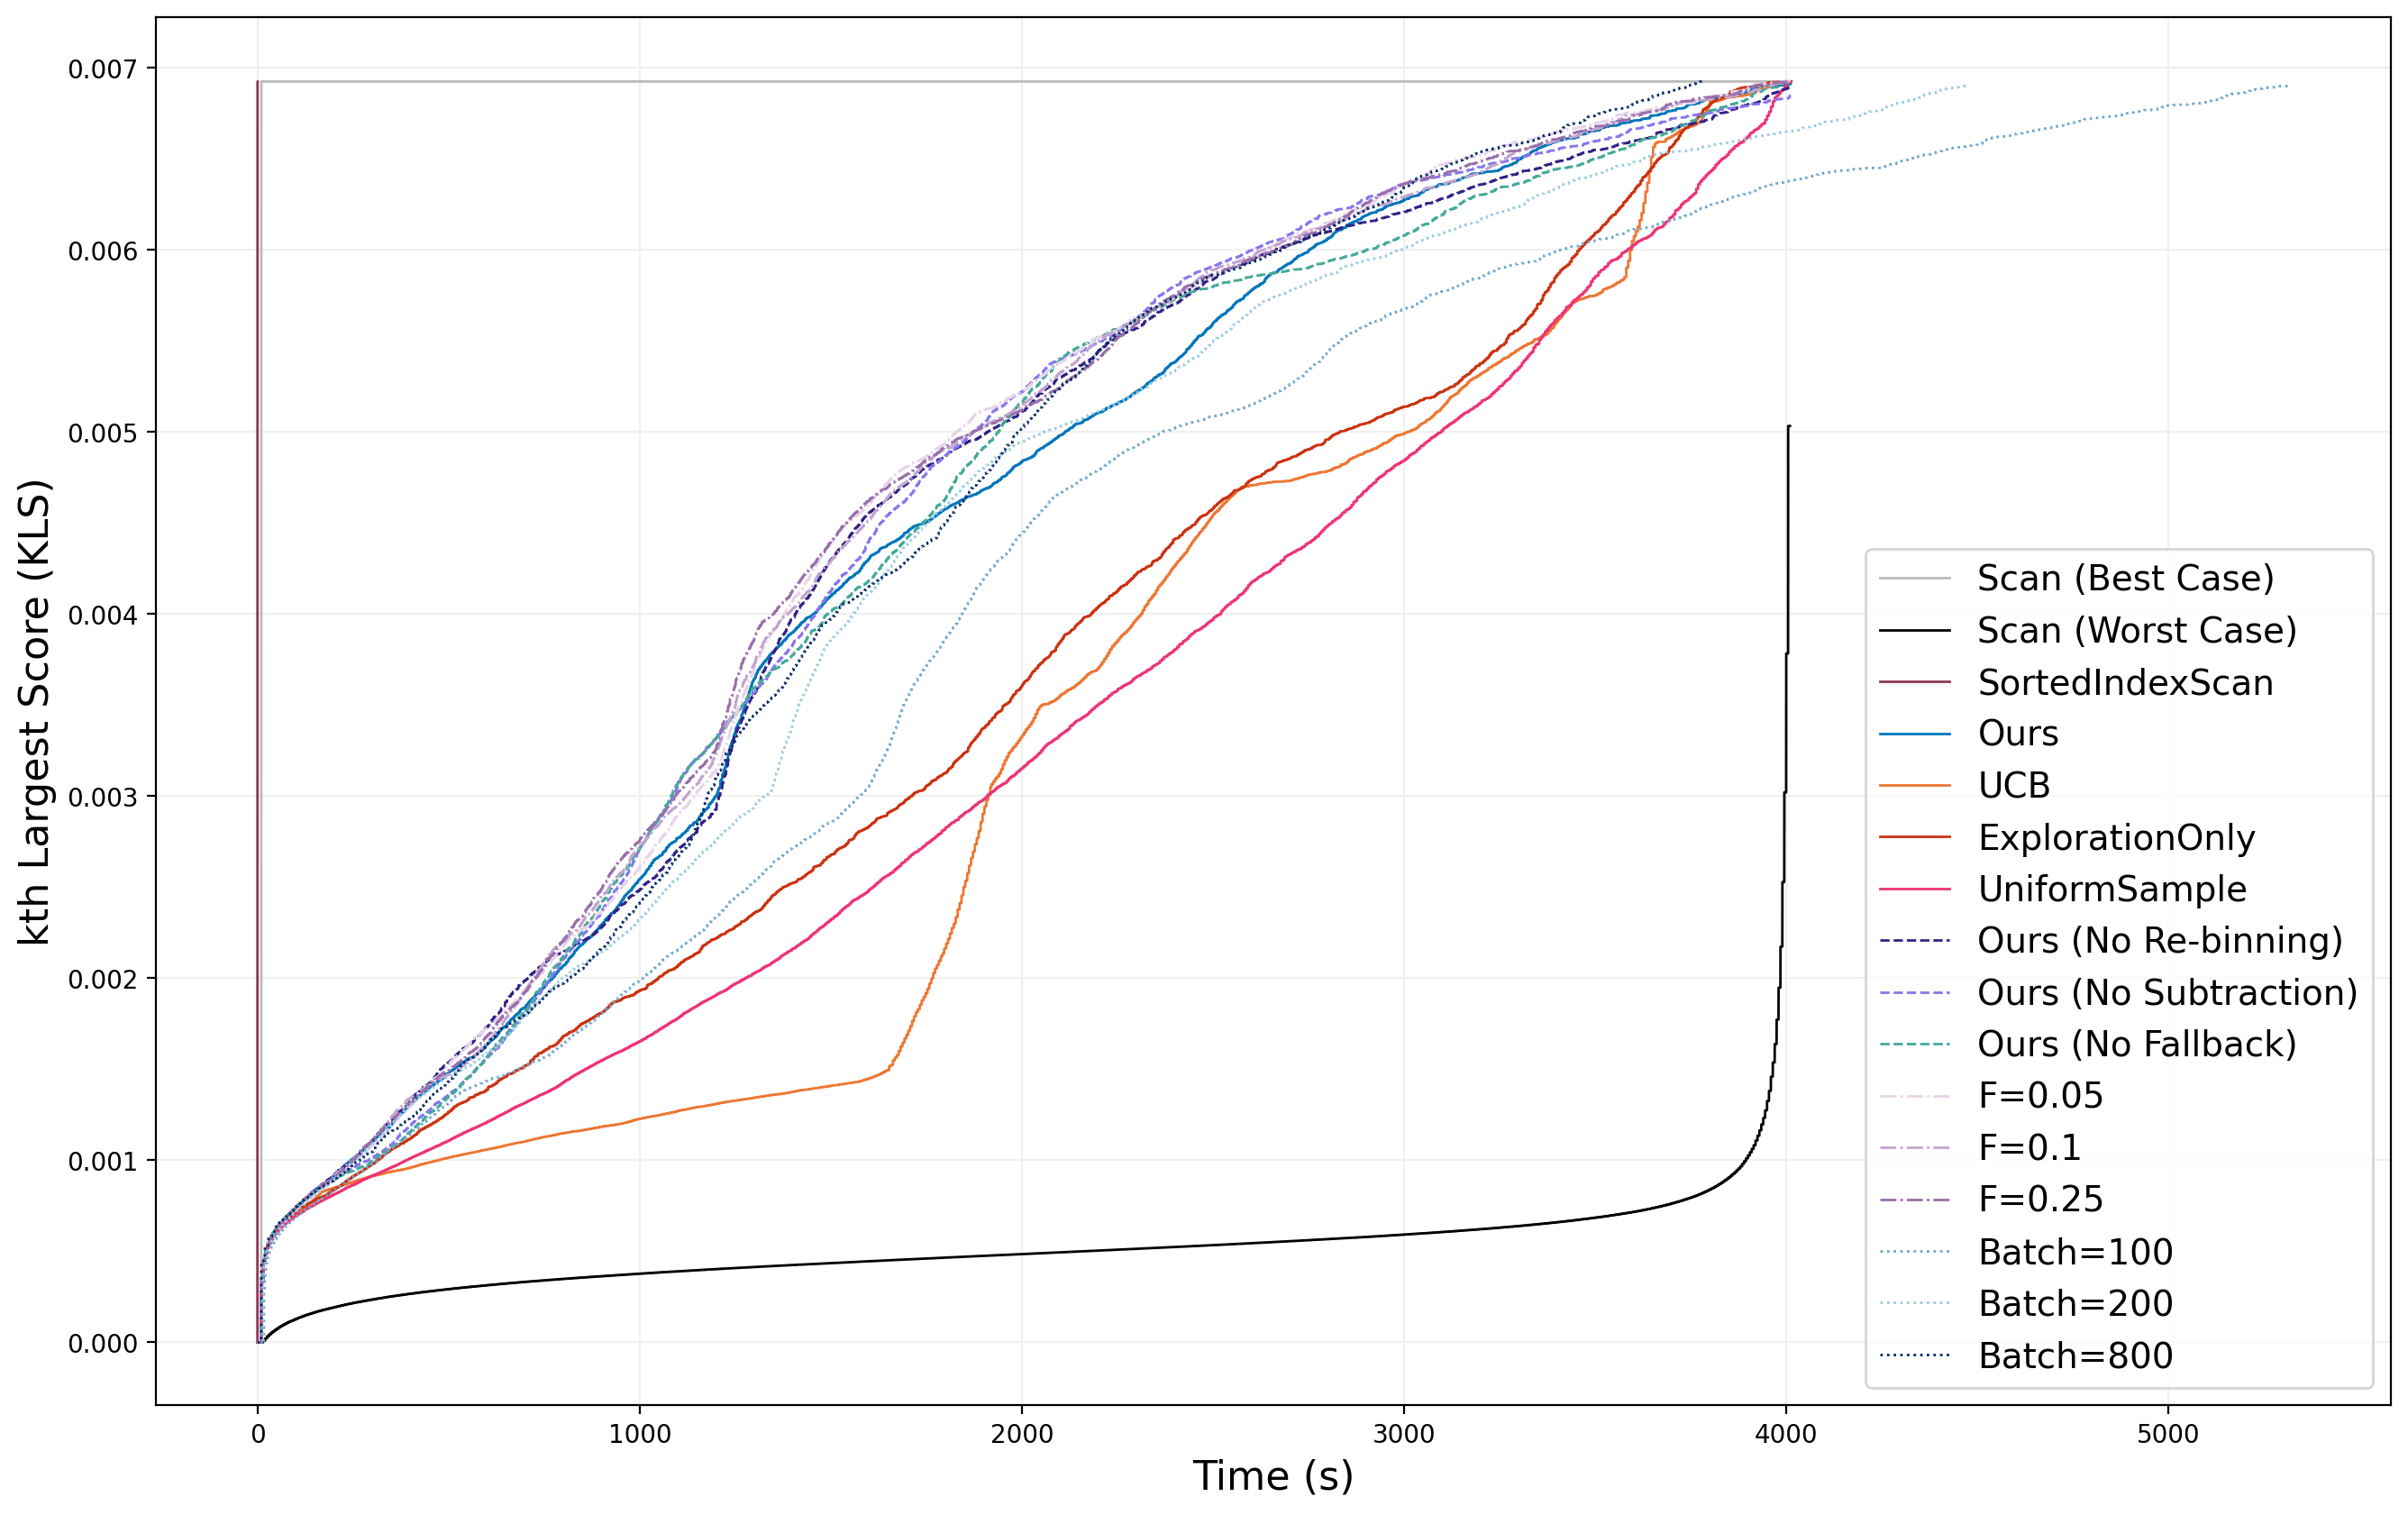 0.007
0.006
0.005
0.004
0.003
0.002
0.001
0.000
kth Largest Score (KLS)
0
1000
2000
3000
4000
5000
Time (s)
Scan (Best Case)
Scan (Worst Case)
SortedIndexScan
Ours
UCB
ExplorationOnly
UniformSample
Ours (No Re-binning)
Ours (No Subtraction)
Ours (No Fallback)
F=0.05
F=0.1
F=0.25
Batch=100
Batch=200
Batch=800